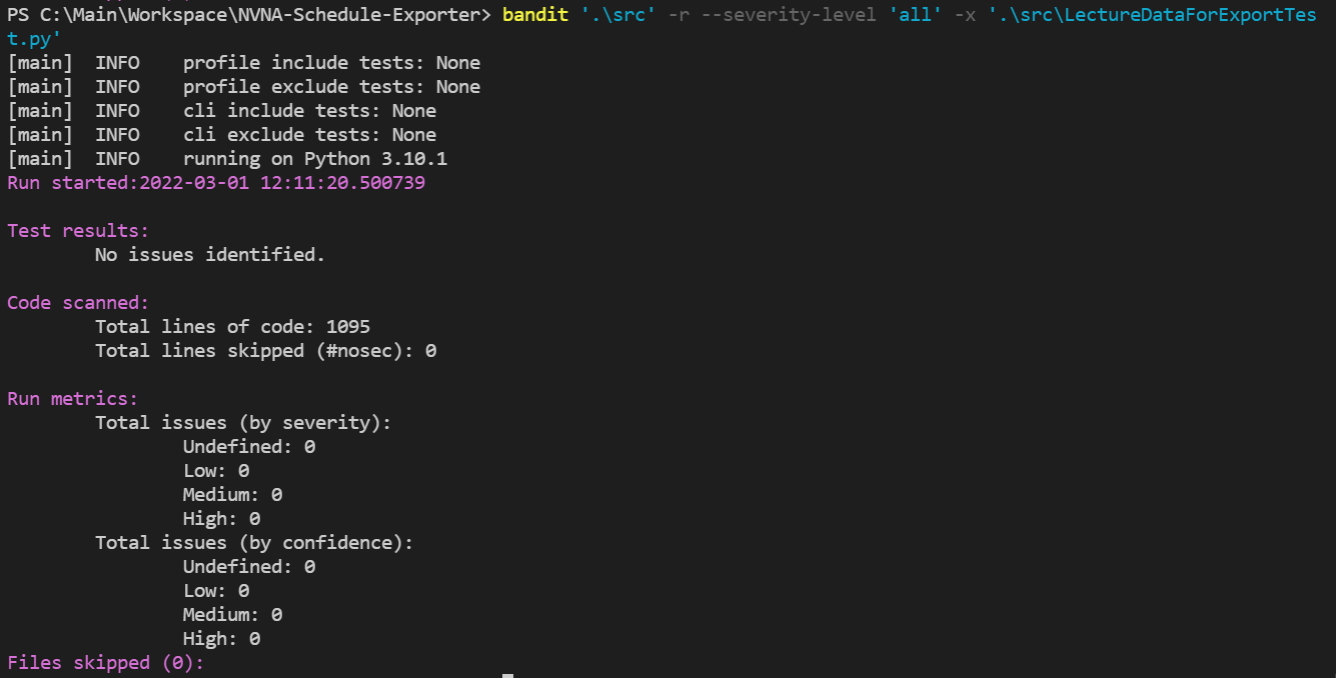 PS C:\Main\Workspace\NVNA-Schedule-Exporter> bandit '.\src' -r --severity-level 'all' -x '.\src\LectureDataForExportTes
t.py'
[main]  INFO    profile include tests: None
[main]  INFO    profile exclude tests: None
[main]  INFO    cli include tests: None
[main]  INFO    cli exclude tests: None
[main]  INFO    running on Python 3.10.1
Run started:2022-03-01 12:11:20.500739
Test results:
        No issues identified.
Code scanned:
        Total lines of code: 1095
        Total lines skipped (#nosec): 0
Run metrics:
        Total issues (by severity):
                Undefined: 0
                Low: 0
                Medium: 0
                High: 0
        Total issues (by confidence):
                Undefined: 0
                Low: 0
                Medium: 0
                High: 0
Files skipped (0):